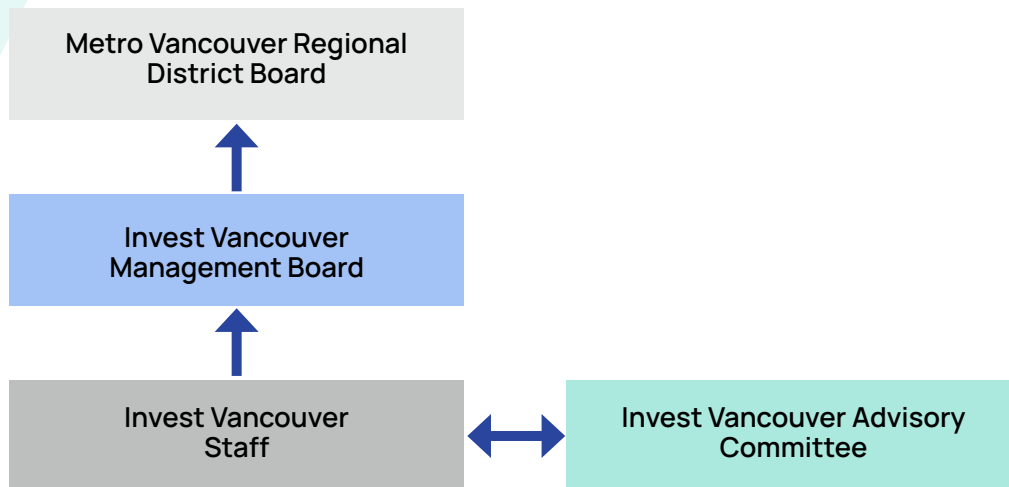 Metro Vancouver Regional
District Board
Invest Vancouver
Management Board
Invest Vancouver
Staff
Invest Vancouver Advisory
Committee